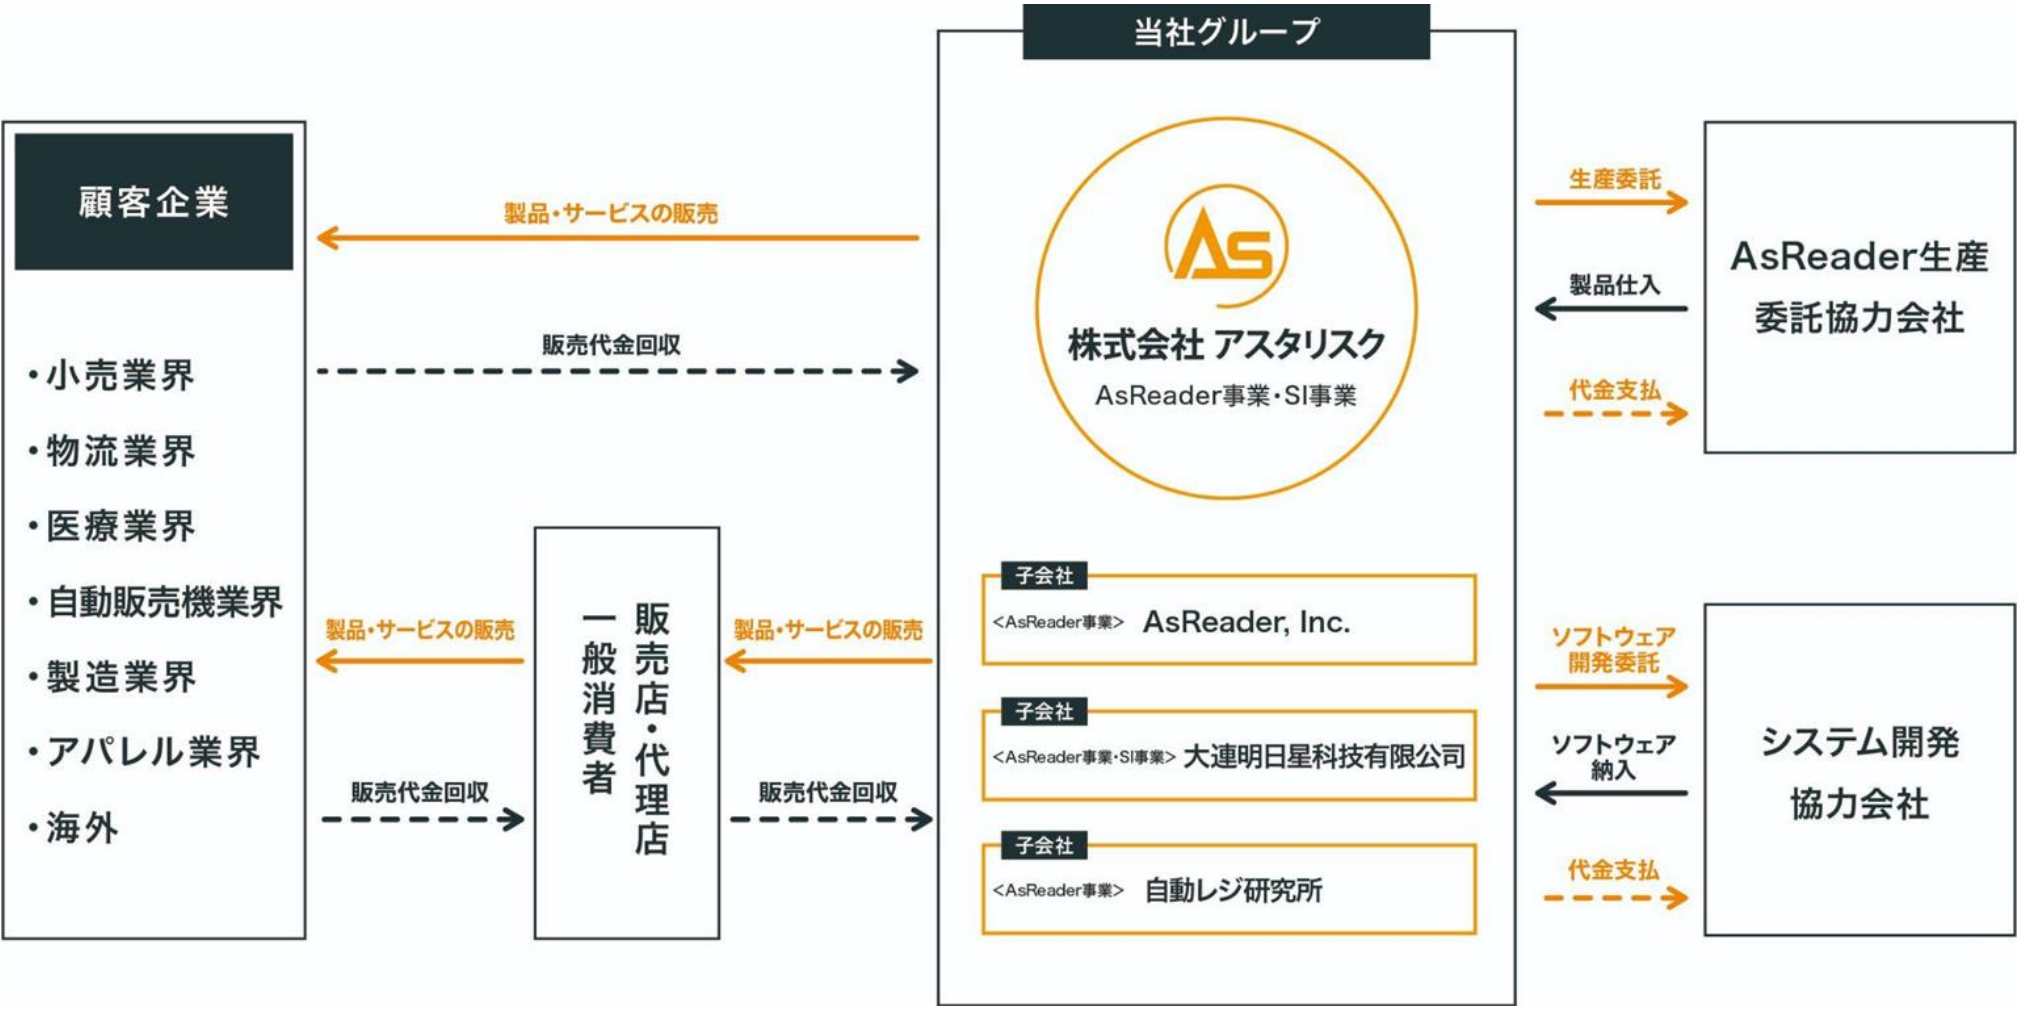 当社グループ
顧客企業
・小売業界
・物流業界
・医療業界
・自動販売機業界
・製造業界
・アパレル業界
・海外
製品・サービスの販売
販売代金回収
製品・サービスの販売
販売代金回収
販売店・代理店
一般消費者
製品・サービスの販売
販売代金回収
As
株式会社 アスタリスク
AsReader事業・SI事業
子会社
<AsReader事業> AsReader, Inc.
子会社
<AsReader事業・SI事業> 大連明日星科技有限公司
子会社
<AsReader事業> 自動レジ研究所
生産委託
製品仕入
代金支払
AsReader生産
委託協力会社
ソフトウェア
開発委託
ソフトウェア
納入
代金支払
システム開発
協力会社